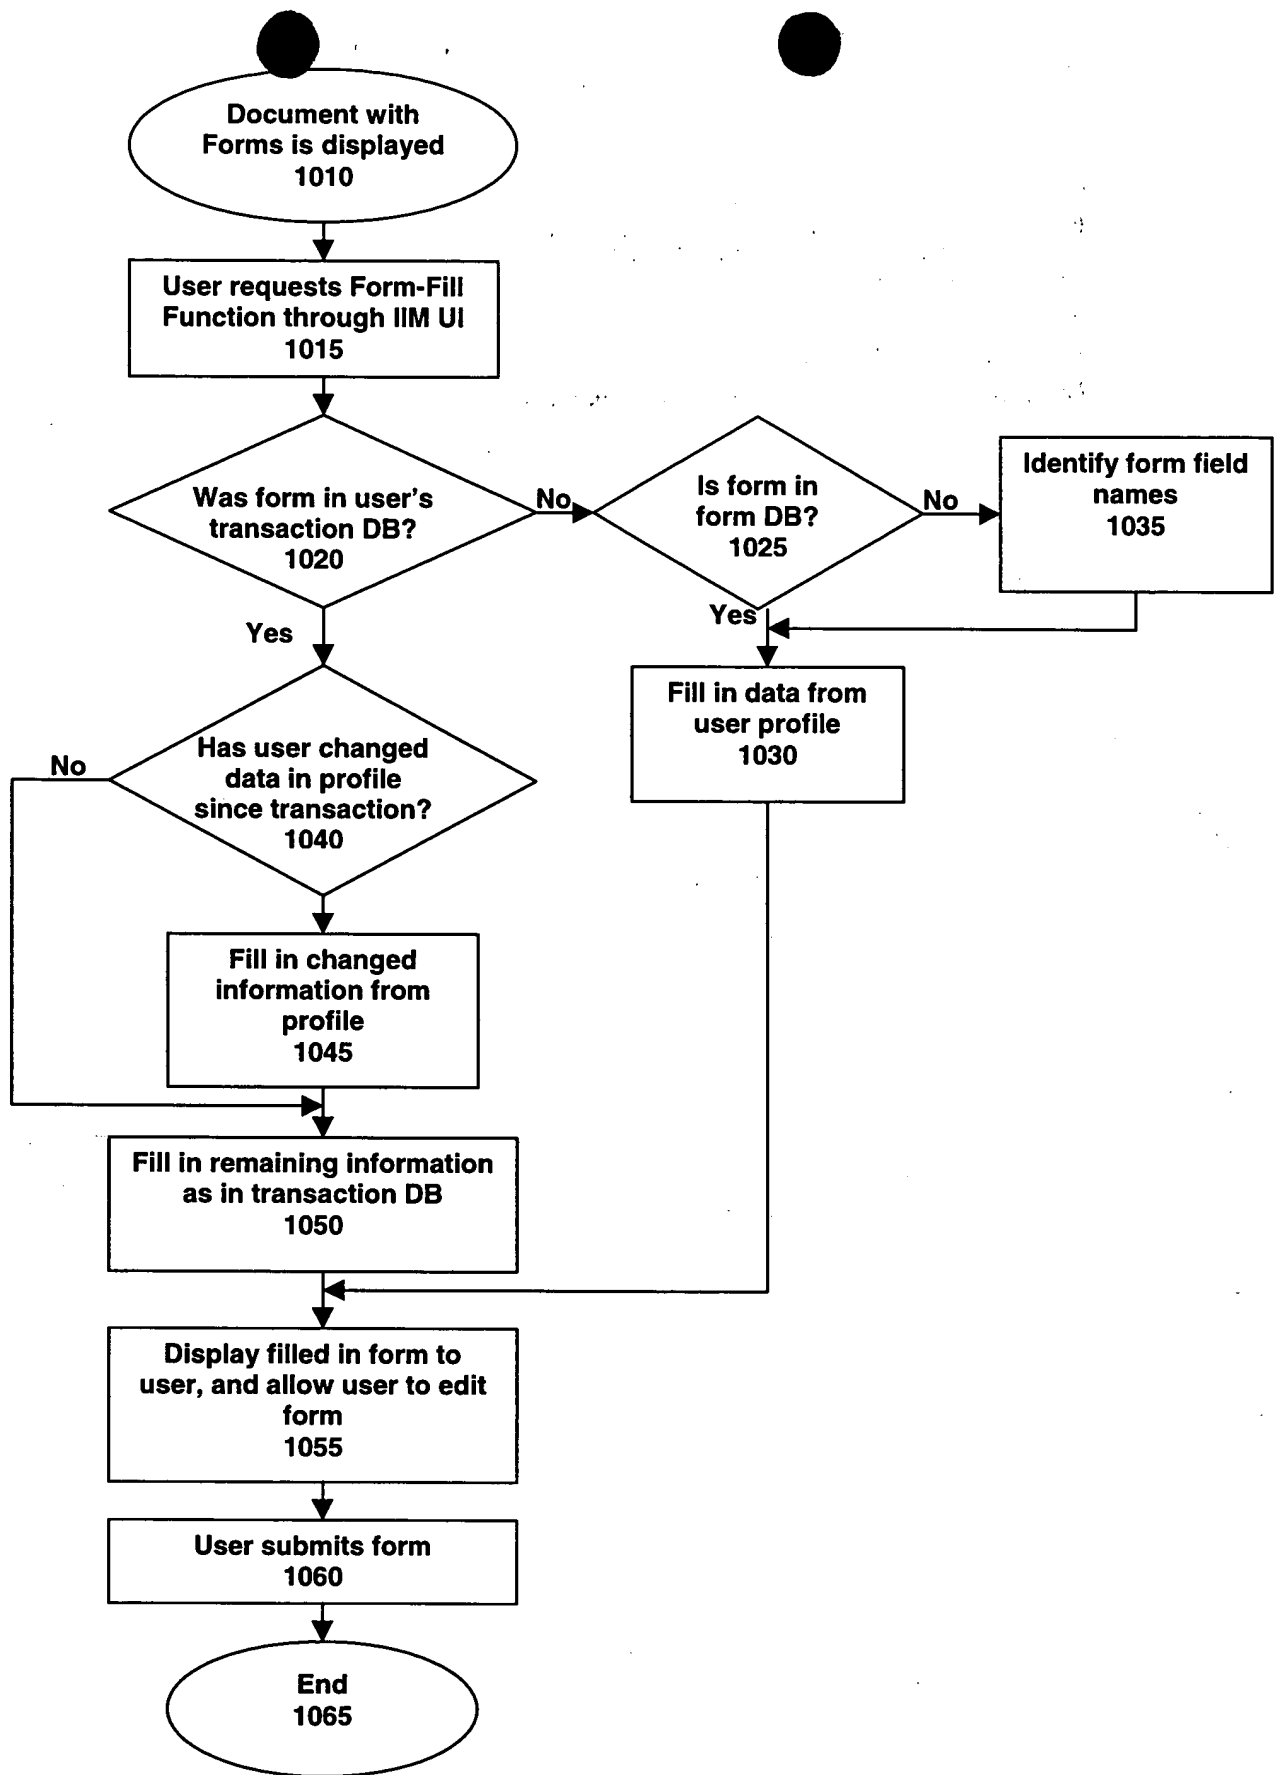 Document with
Forms is displayed
1010
User requests Form-Fill
Function through IIM UI
1015
Was form in user's
transaction DB?
1020
No
Is form in
form DB?
1025
No
Identify form field
names
1035
Yes
Yes
Fill in data from
user profile
1030
Has user changed
data in profile
since transaction?
1040
No
Fill in changed
information from
profile
1045
Fill in remaining information
as in transaction DB
1050
Display filled in form to
user, and allow user to edit
form
1055
User submits form
1060
End
1065